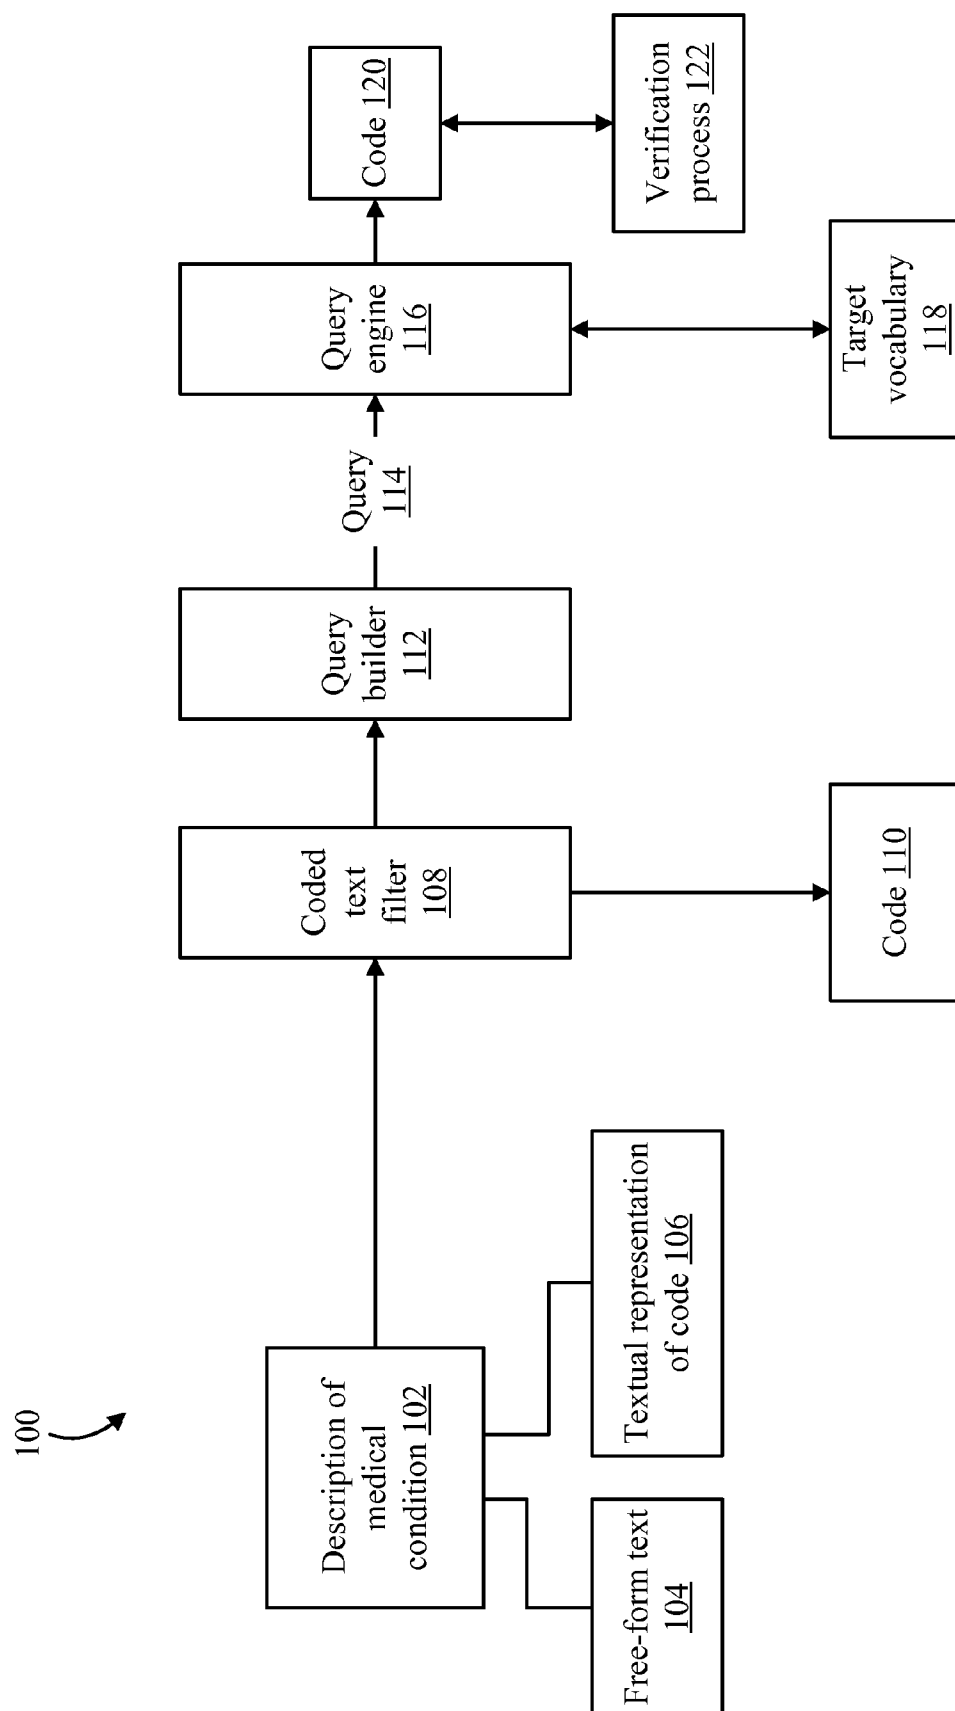 100
Description of
medical
condition 102
Free-form text
104
Textual representation
of code 106
Coded
text
filter
108
Code 110
Query
builder
112
Query
114
Query
engine
116
Target
vocabulary
118
Code 120
Verification
process 122